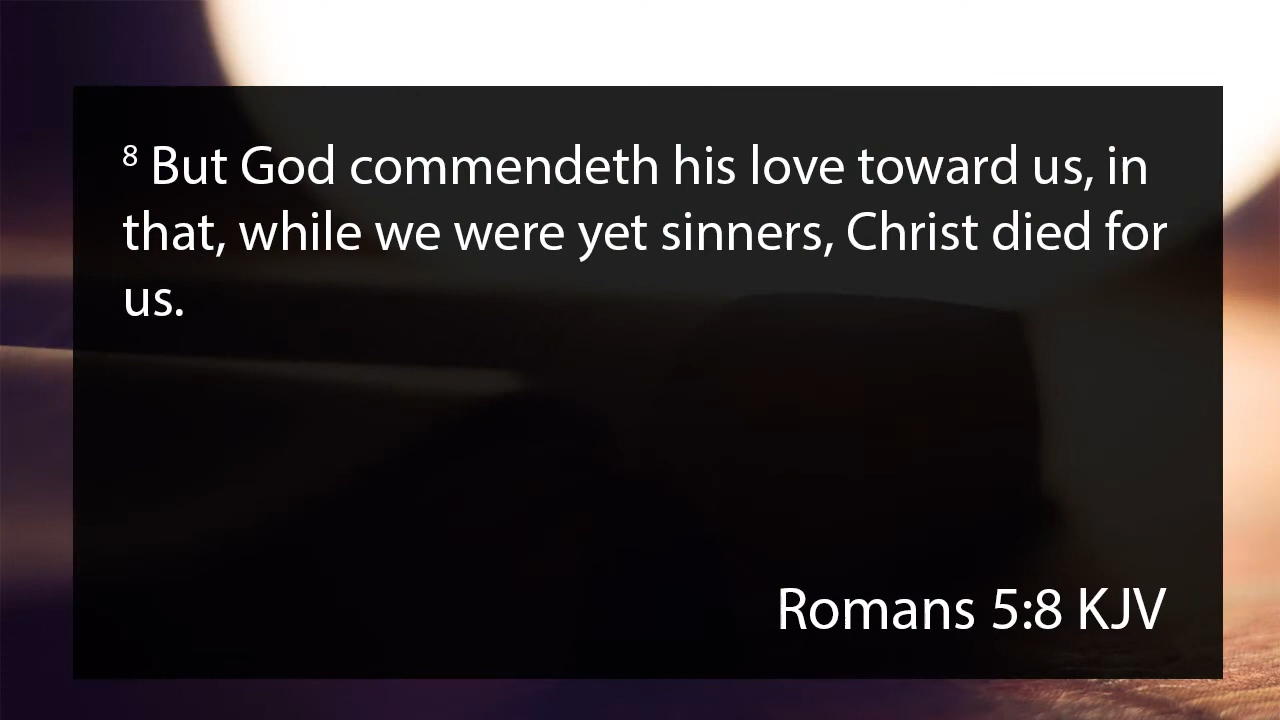 ⁸ But God commendeth his love toward us, in
that, while we were yet sinners, Christ died for
us.
Romans 5:8 KJV